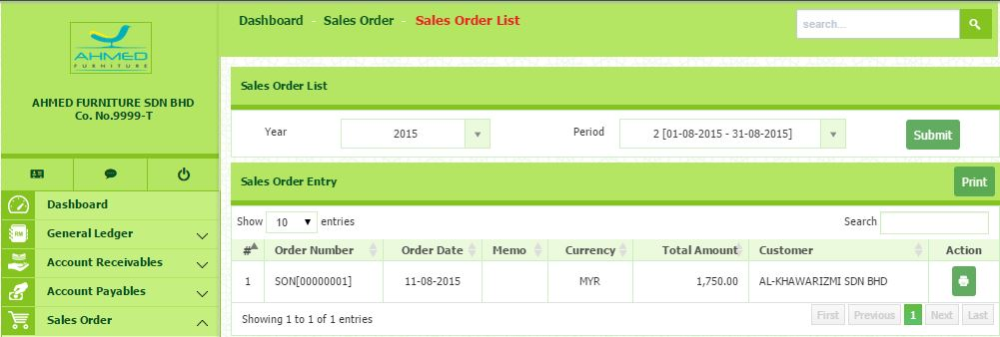 Dashboard - Sales Order - Sales Order List
search...
AHMED
FURNITURE
AHMED FURNITURE SDN BHD
Co. No.9999-T
Dashboard
RM General Ledger
Account Receivables
Account Payables
Sales Order
Sales Order List
Year 2015 Period 2 [01-08-2015 - 31-08-2015] Submit
Sales Order Entry Print
Show 10 entries Search
# Order Number Order Date Memo Currency Total Amount Customer Action
1 SON[00000001] 11-08-2015 MYR 1,750.00 AL-KHAWARIZMI SDN BHD
Showing 1 to 1 of 1 entries First Previous 1 Next Last